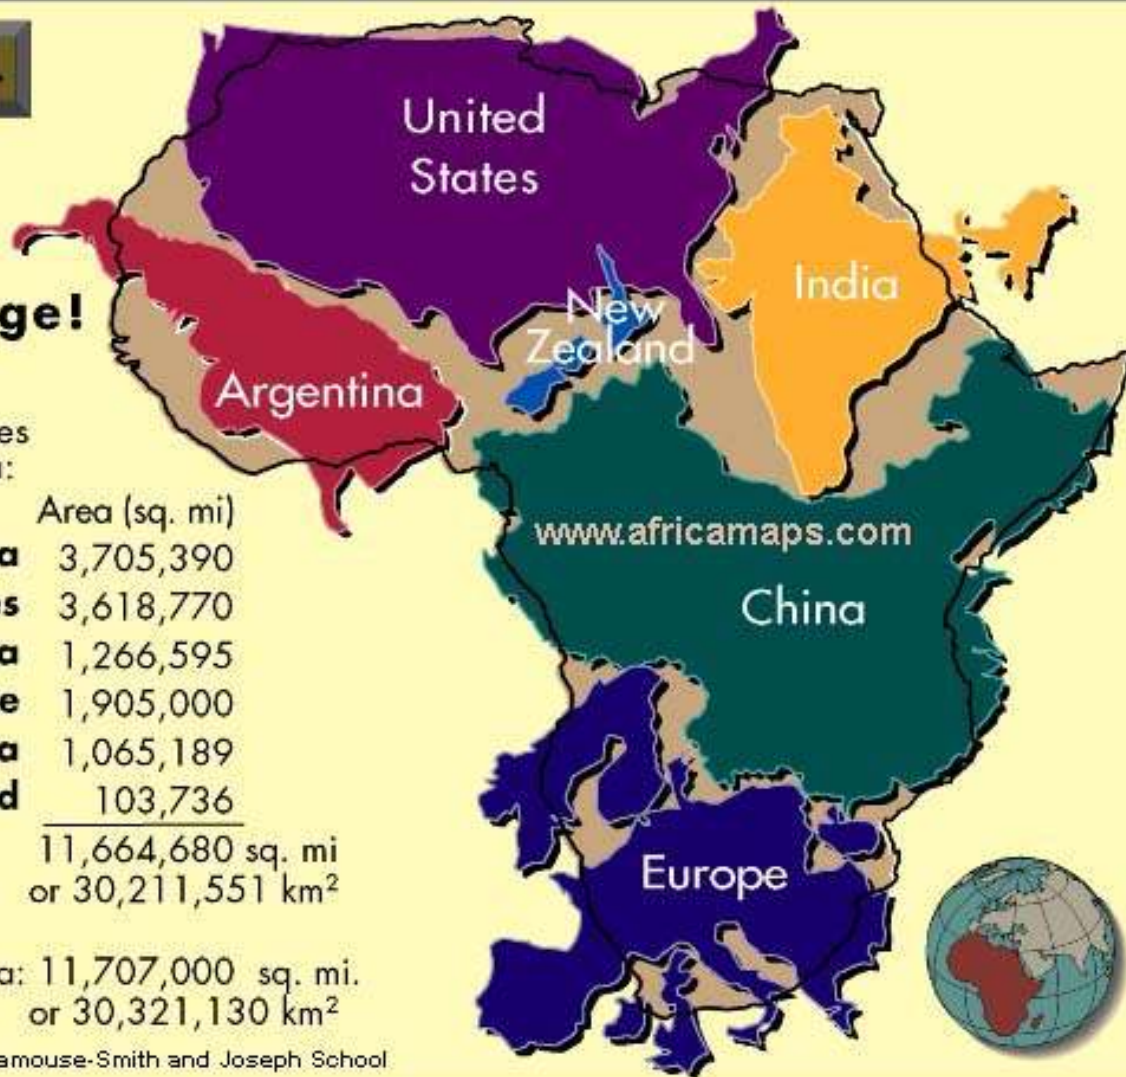 United
States
India
New
Zealand
ge!
Argentina
es
:
Area (sq. mi)
a 3,705,390
s 3,618,770
a 1,266,595
e 1,905,000
a 1,065,189
d 103,736
11,664,680 sq. mi
or 30,211,551 km²
a: 11,707,000 sq. mi.
or 30,321,130 km²
amouse-Smith and Joseph School
www.africamaps.com
China
Europe